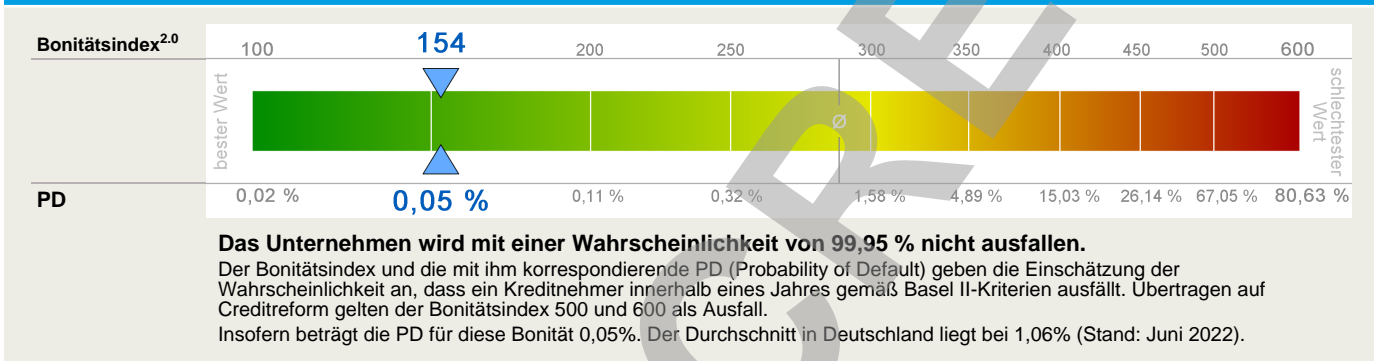 Bonitätsindex2.0 100 154 200 250 300 350 400 450 500 600
bester Wert
Ø
schlechtester
Wert
PD 0,02 % 0,05 % 0,11 % 0,32 % 1,58 % 4,89 % 15,03 % 26,14 % 67,05 % 80,63 %
Das Unternehmen wird mit einer Wahrscheinlichkeit von 99,95 % nicht ausfallen.
Der Bonitätsindex und die mit ihm korrespondierende PD (Probability of Default) geben die Einschätzung der
Wahrscheinlichkeit an, dass ein Kreditnehmer innerhalb eines Jahres gemäß Basel II-Kriterien ausfällt. Übertragen auf
Creditreform gelten der Bonitätsindex 500 und 600 als Ausfall.
Insofern beträgt die PD für diese Bonität 0,05%. Der Durchschnitt in Deutschland liegt bei 1,06% (Stand: Juni 2022).
CRE